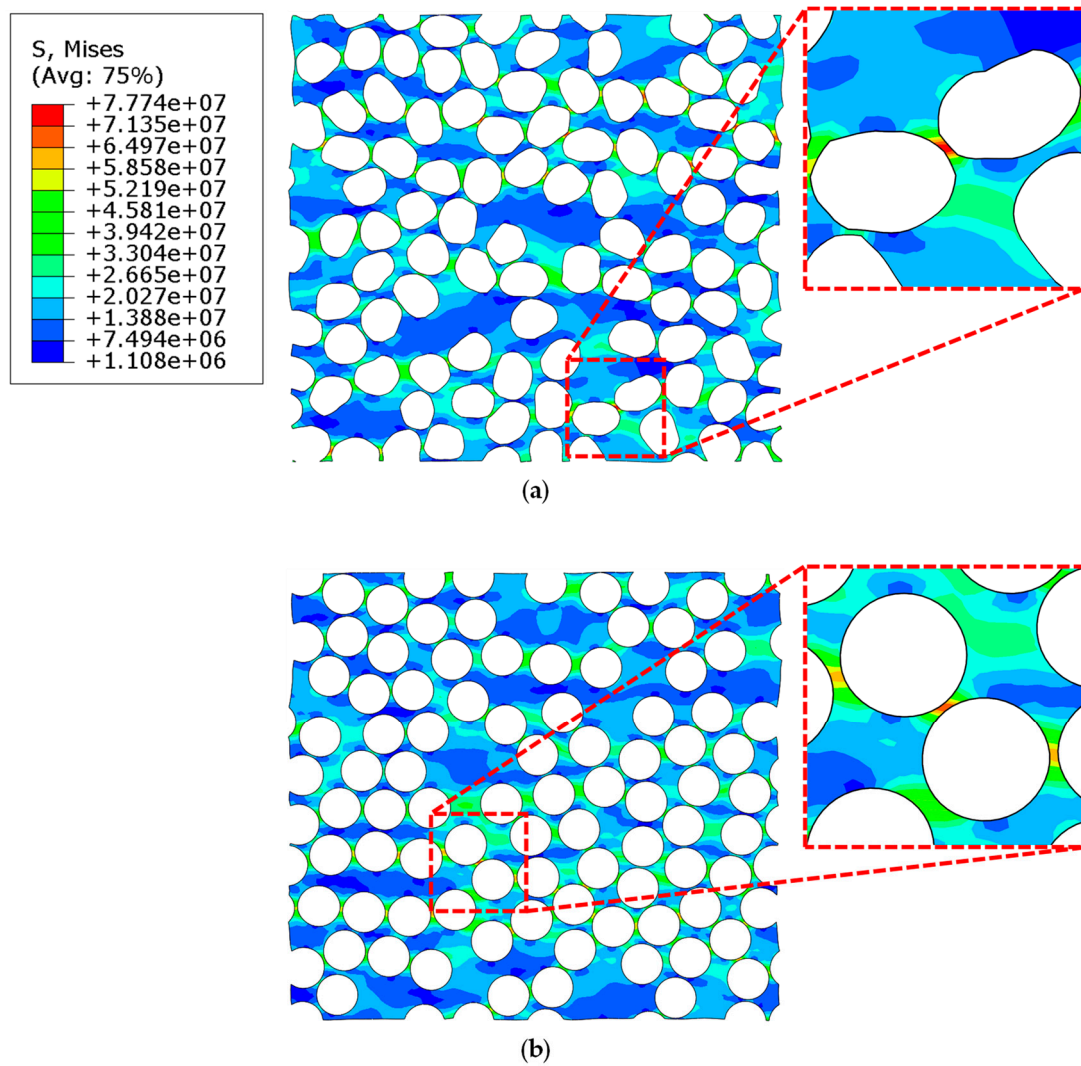 S, Mises
(Avg: 75%)
+7.774e+07
+7.135e+07
+6.497e+07
+5.858e+07
+5.219e+07
+4.581e+07
+3.942e+07
+3.304e+07
+2.665e+07
+2.027e+07
+1.388e+07
+7.494e+06
+1.108e+06
(a)
(b)